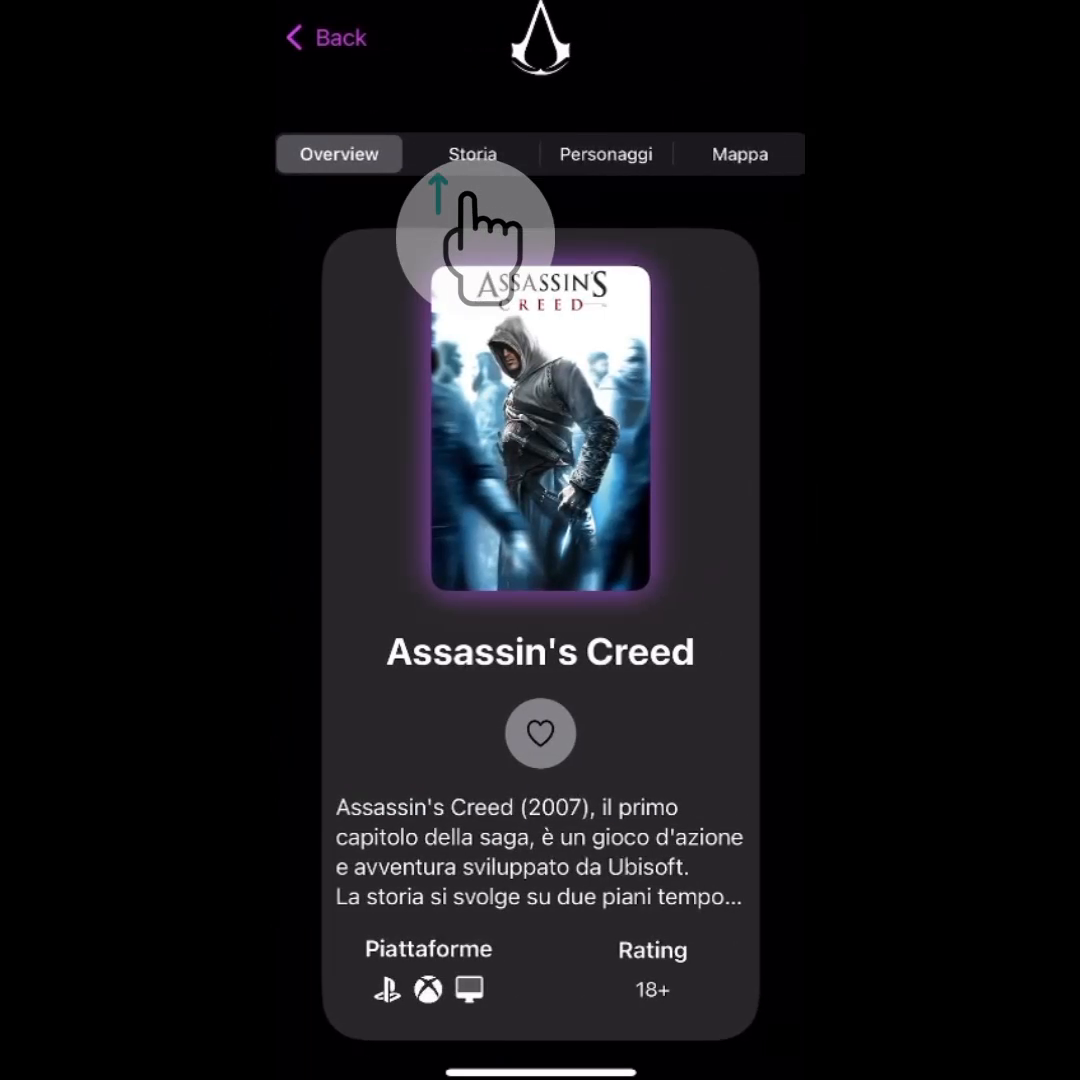 Back
Overview Storia Personaggi Mappa
ASSASSIN'S
CREED
Assassin's Creed
Assassin's Creed (2007), il primo
capitolo della saga, è un gioco d'azione
e avventura sviluppato da Ubisoft.
La storia si svolge su due piani tempo...
Piattaforme Rating
18+